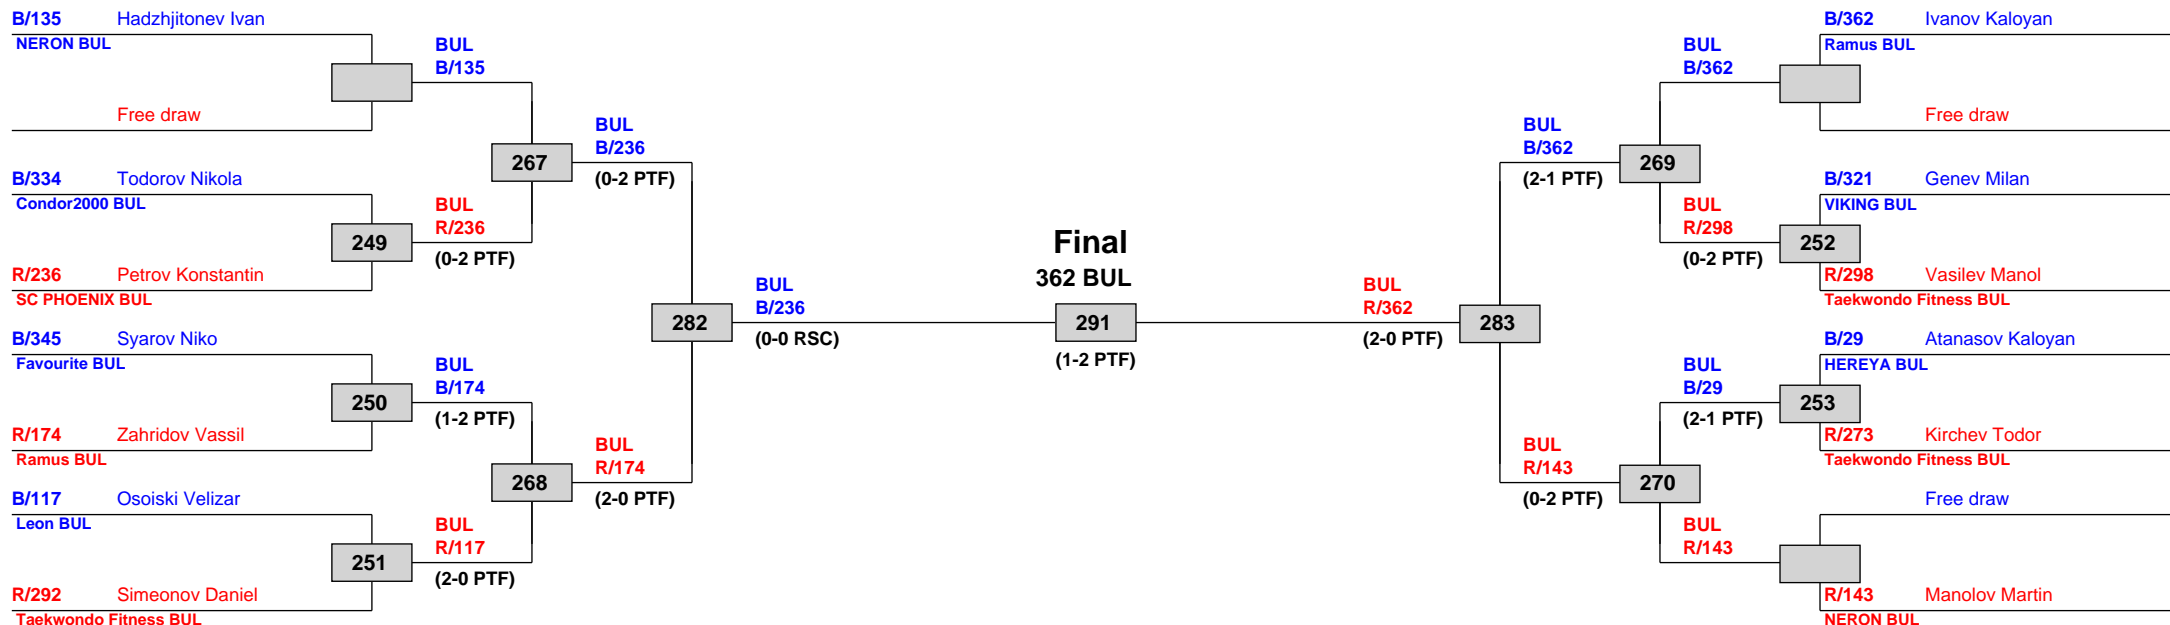 B/135 Hadzhjitonev Ivan
NERON BUL
Free draw
B/334 Todorov Nikola
Condor2000 BUL
R/236 Petrov Konstantin
SC PHOENIX BUL
B/345 Syarov Niko
Favourite BUL
R/174 Zahridov Vassil
Ramus BUL
B/117 Osoiski Velizar
Leon BUL
R/292 Simeonov Daniel
Taekwondo Fitness BUL
249
250
251
BUL
B/135
BUL
R/236
(0-2 PTF)
BUL
B/174
(1-2 PTF)
BUL
R/117
(2-0 PTF)
267
268
BUL
B/236
(0-2 PTF)
BUL
R/174
(2-0 PTF)
282
BUL
B/236
(0-0 RSC)
Final
362 BUL
291
(1-2 PTF)
BUL
R/362
(2-0 PTF)
283
BUL
B/362
(2-1 PTF)
BUL
R/143
(0-2 PTF)
269
270
BUL
B/362
BUL
R/298
(0-2 PTF)
BUL
B/29
(2-1 PTF)
BUL
R/143
252
253
B/362 Ivanov Kaloyan
Ramus BUL
Free draw
B/321 Genev Milan
VIKING BUL
R/298 Vasilev Manol
Taekwondo Fitness BUL
B/29 Atanasov Kaloyan
HEREYA BUL
R/273 Kirchev Todor
Taekwondo Fitness BUL
Free draw
R/143 Manolov Martin
NERON BUL